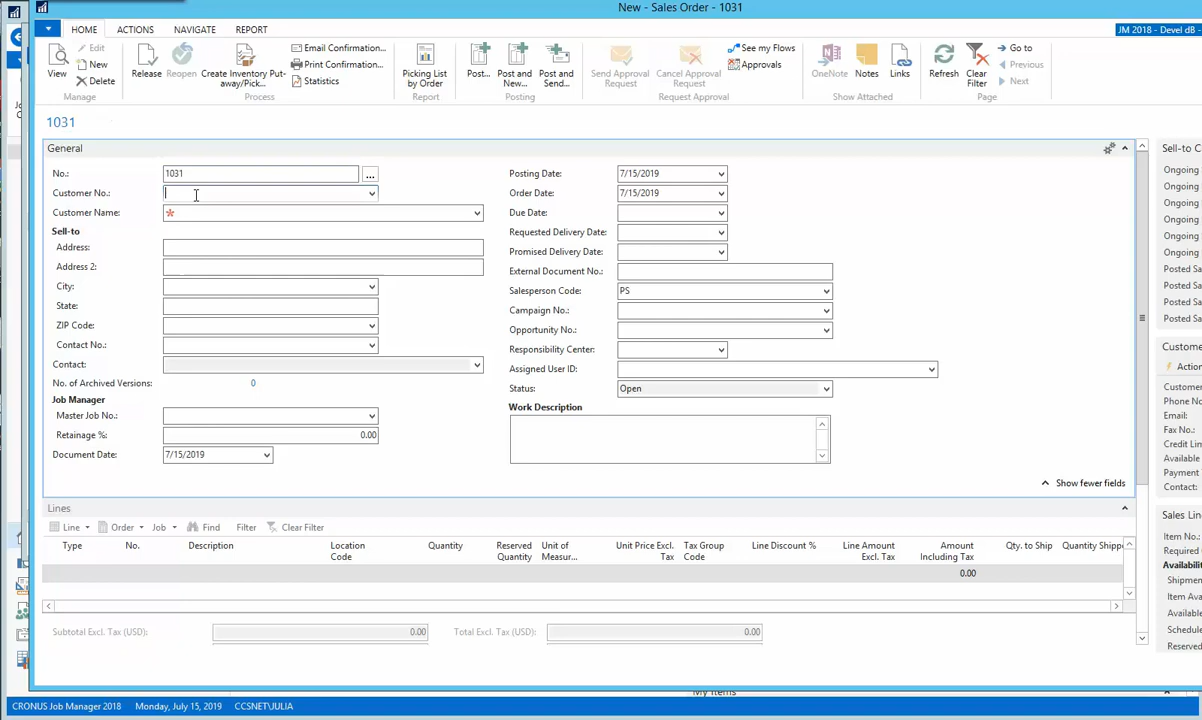 New - Sales Order - 1031
HOME ACTIONS NAVIGATE REPORT
JM 2018 - Devel dB -
View
Edit
New
Delete
Manage
Release
Reopen
Create Inventory Put-away/Pick...
Email Confirmation...
Print Confirmation...
Statistics
Process
Picking List by Order
Report
Post...
Post and New...
Post and Send...
Posting
Send Approval Request
Cancel Approval Request
See my Flows
Approvals
Request Approval
OneNote
Notes
Links
Show Attached
Refresh
Clear Filter
Go to
Previous
Next
Page
1031
General
No.: 1031 ...
Customer No.:
Customer Name: *
Sell-to
Address:
Address 2:
City:
State:
ZIP Code:
Contact No.:
Contact:
No. of Archived Versions: 0
Job Manager
Master Job No.:
Retainage %: 0.00
Document Date: 7/15/2019
Posting Date: 7/15/2019
Order Date: 7/15/2019
Due Date:
Requested Delivery Date:
Promised Delivery Date:
External Document No.:
Salesperson Code: PS
Campaign No.:
Opportunity No.:
Responsibility Center:
Assigned User ID:
Status: Open
Work Description
Show fewer fields
Sell-to C
Ongoing
Ongoing
Ongoing
Ongoing
Ongoing
Ongoing
Posted Sa
Posted Sa
Posted Sa
Posted Sa
Custome
Action
Customer
Phone No
Email:
Fax No.:
Credit Lim
Available
Payment
Contact:
Sales Lin
Item No.:
Required
Availabili
Shipmen
Item Ava
Available
Schedule
Reserved
Lines
Line Order Job Find Filter Clear Filter
Type No. Description Location Code Quantity Reserved Quantity Unit of Measur... Unit Price Excl. Tax Tax Group Code Line Discount % Line Amount Excl. Tax Amount Including Tax Qty. to Ship Quantity Shippe
0.00
Subtotal Excl. Tax (USD): 0.00 Total Excl. Tax (USD): 0.00
My Items
CRONUS Job Manager 2018 Monday, July 15, 2019 CCSNET\JULIA